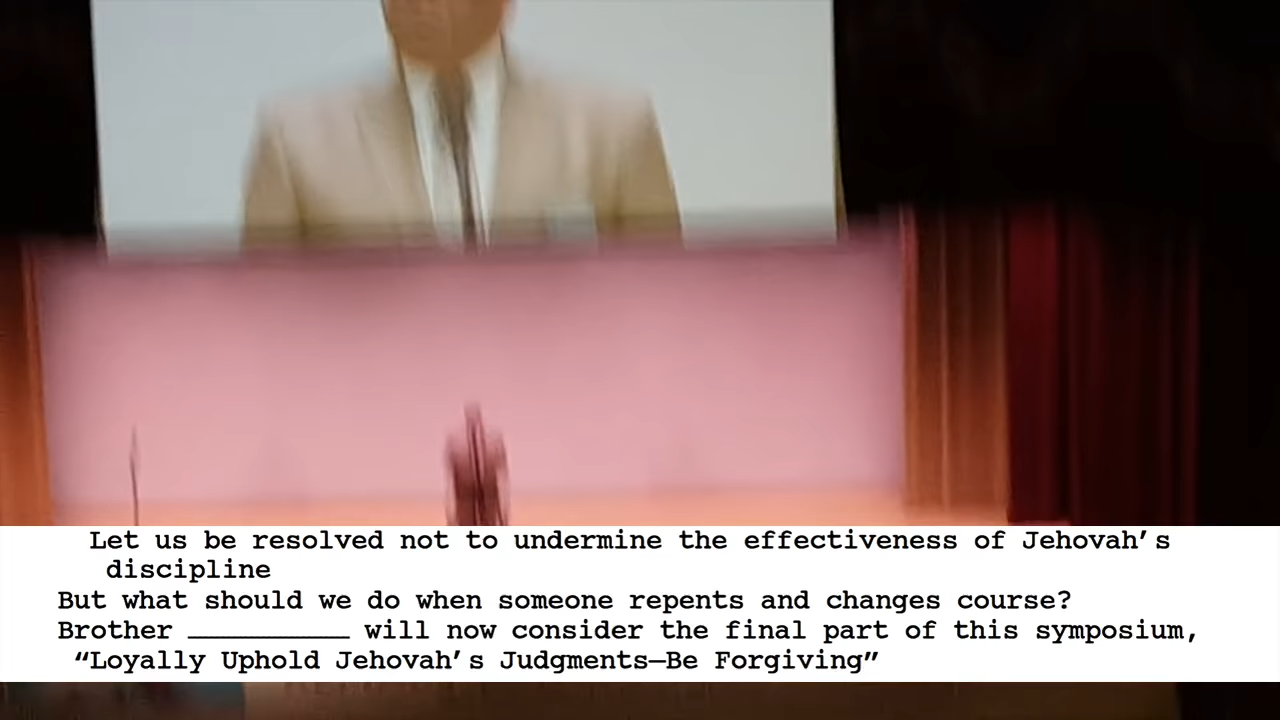 Let us be resolved not to undermine the effectiveness of Jehovah’s
discipline
But what should we do when someone repents and changes course?
Brother __________ will now consider the final part of this symposium,
“Loyally Uphold Jehovah’s Judgments—Be Forgiving”